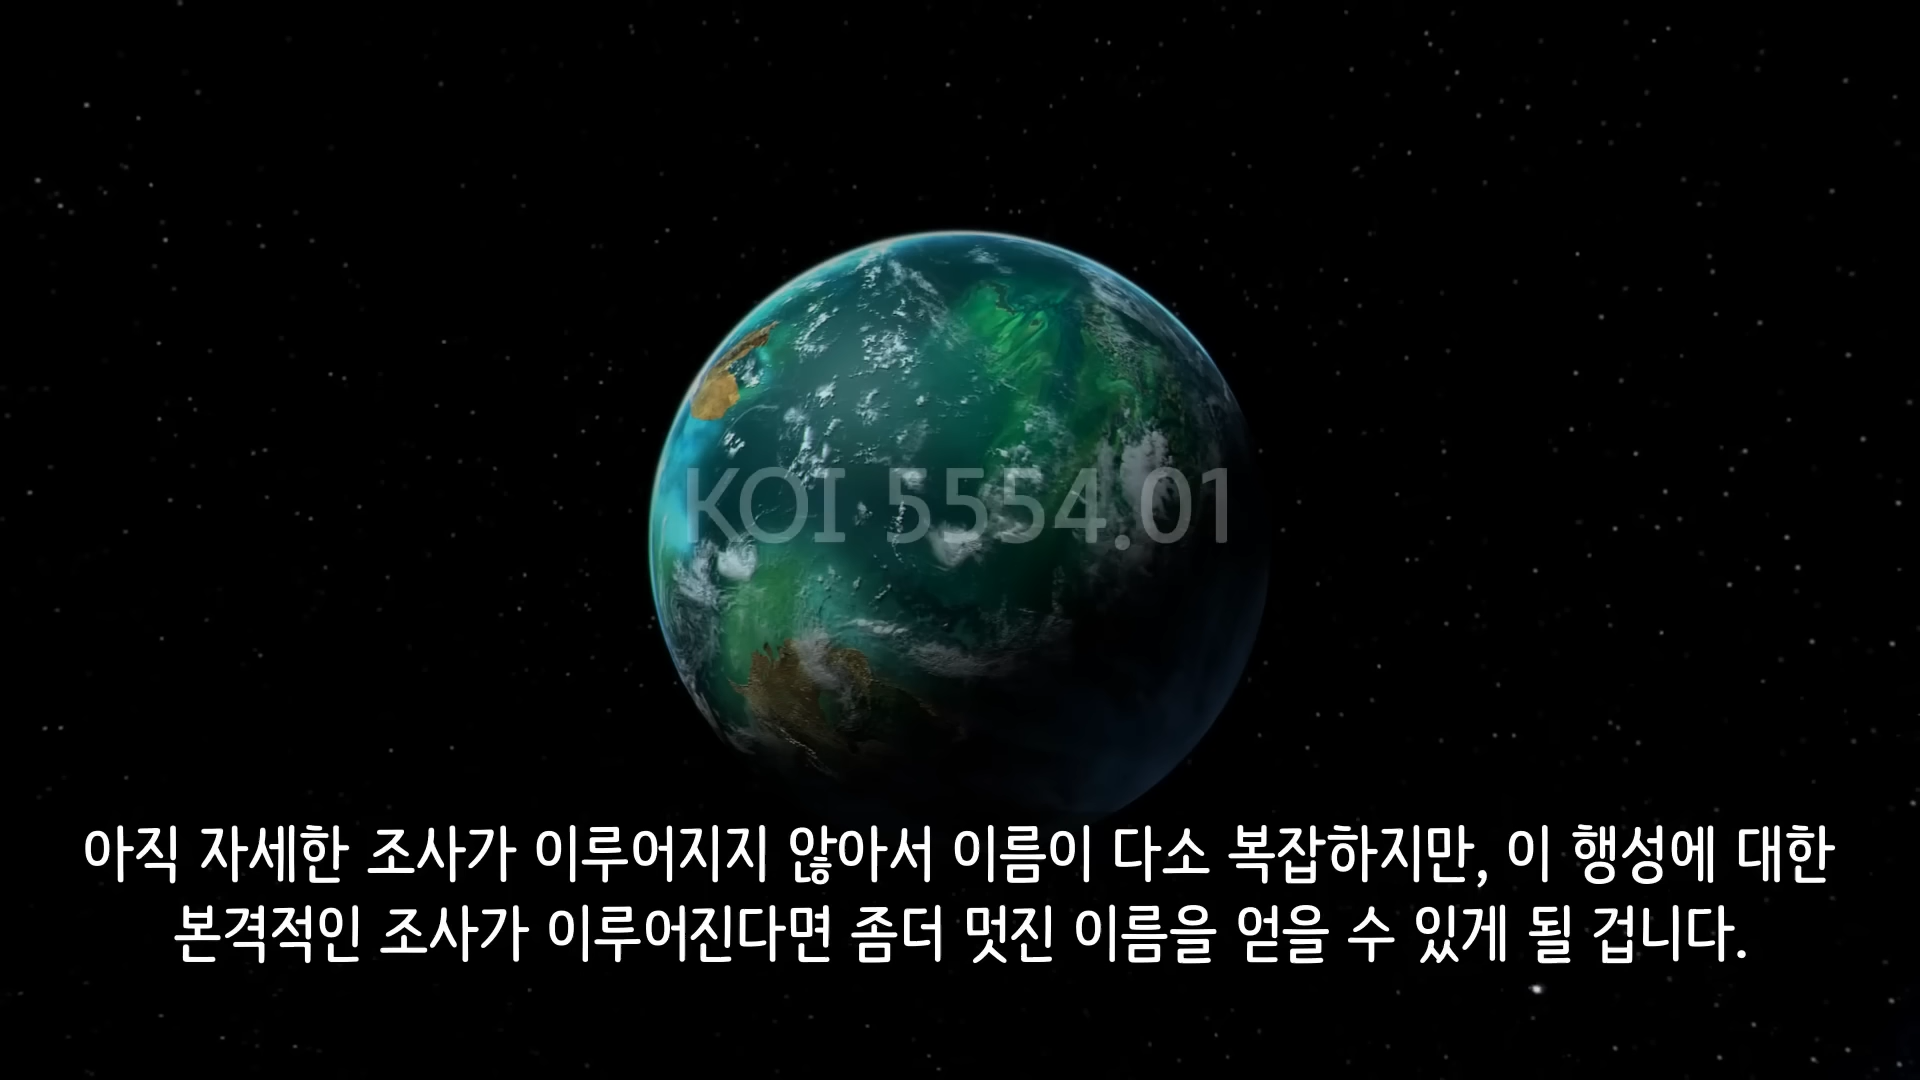 KOI 5554.01
아직 자세한 조사가 이루어지지 않아서 이름이 다소 복잡하지만, 이 행성에 대한
본격적인 조사가 이루어진다면 좀더 멋진 이름을 얻을 수 있게 될 겁니다.